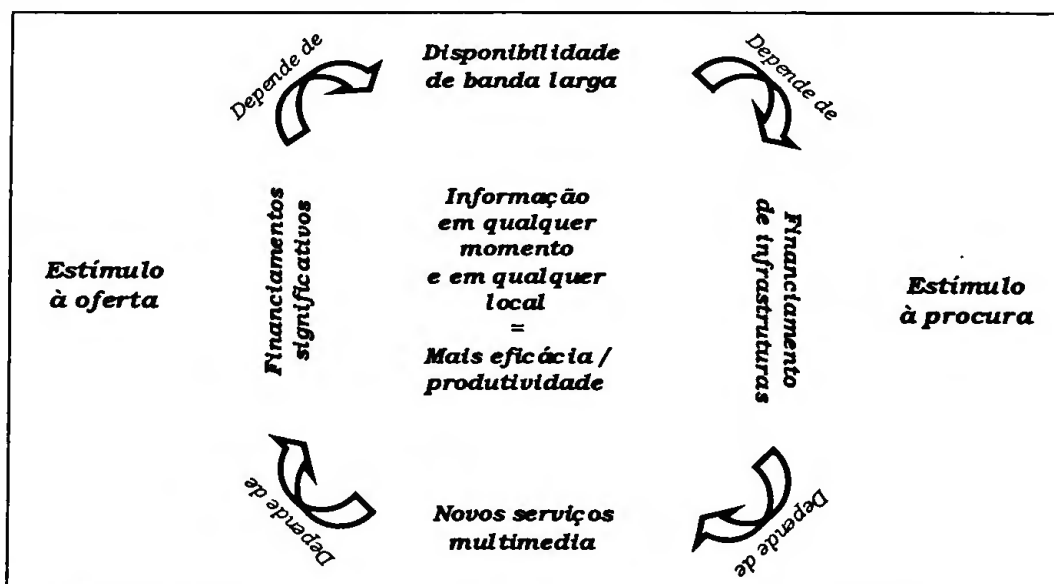 Depende de
Disponibilidade
de banda larga
Depende de
Estímulo
à oferta
Financiamentos
significativos
Informação
em qualquer
momento
e em qualquer
local
=
Mais eficácia /
produtividade
Financiamento
de infraestruturas
Estímulo
à procura
Depende de
Novos serviços
multimedia
Depende de